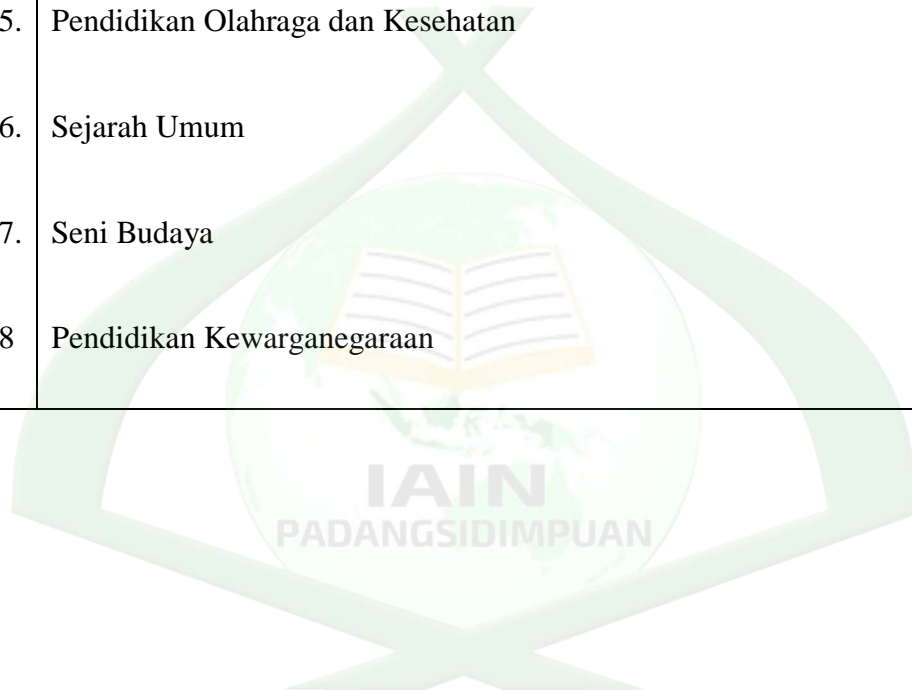 5. Pendidikan Olahraga dan Kesehatan
6. Sejarah Umum
7. Seni Budaya
8 Pendidikan Kewarganegaraan
IAIN
PADANGSIDIMPUAN